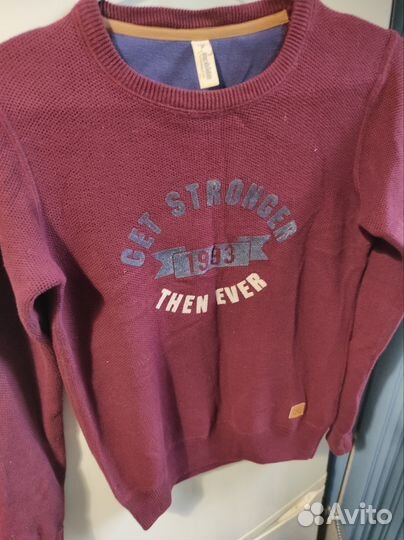 GET STRONGER
1993
THEN EVER
Avito